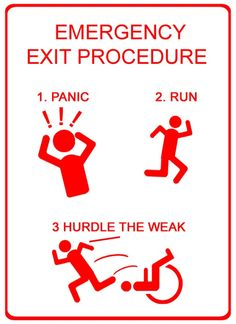 EMERGENCY
EXIT PROCEDURE
1. PANIC
2. RUN
! ! !
3 HURDLE THE WEAK